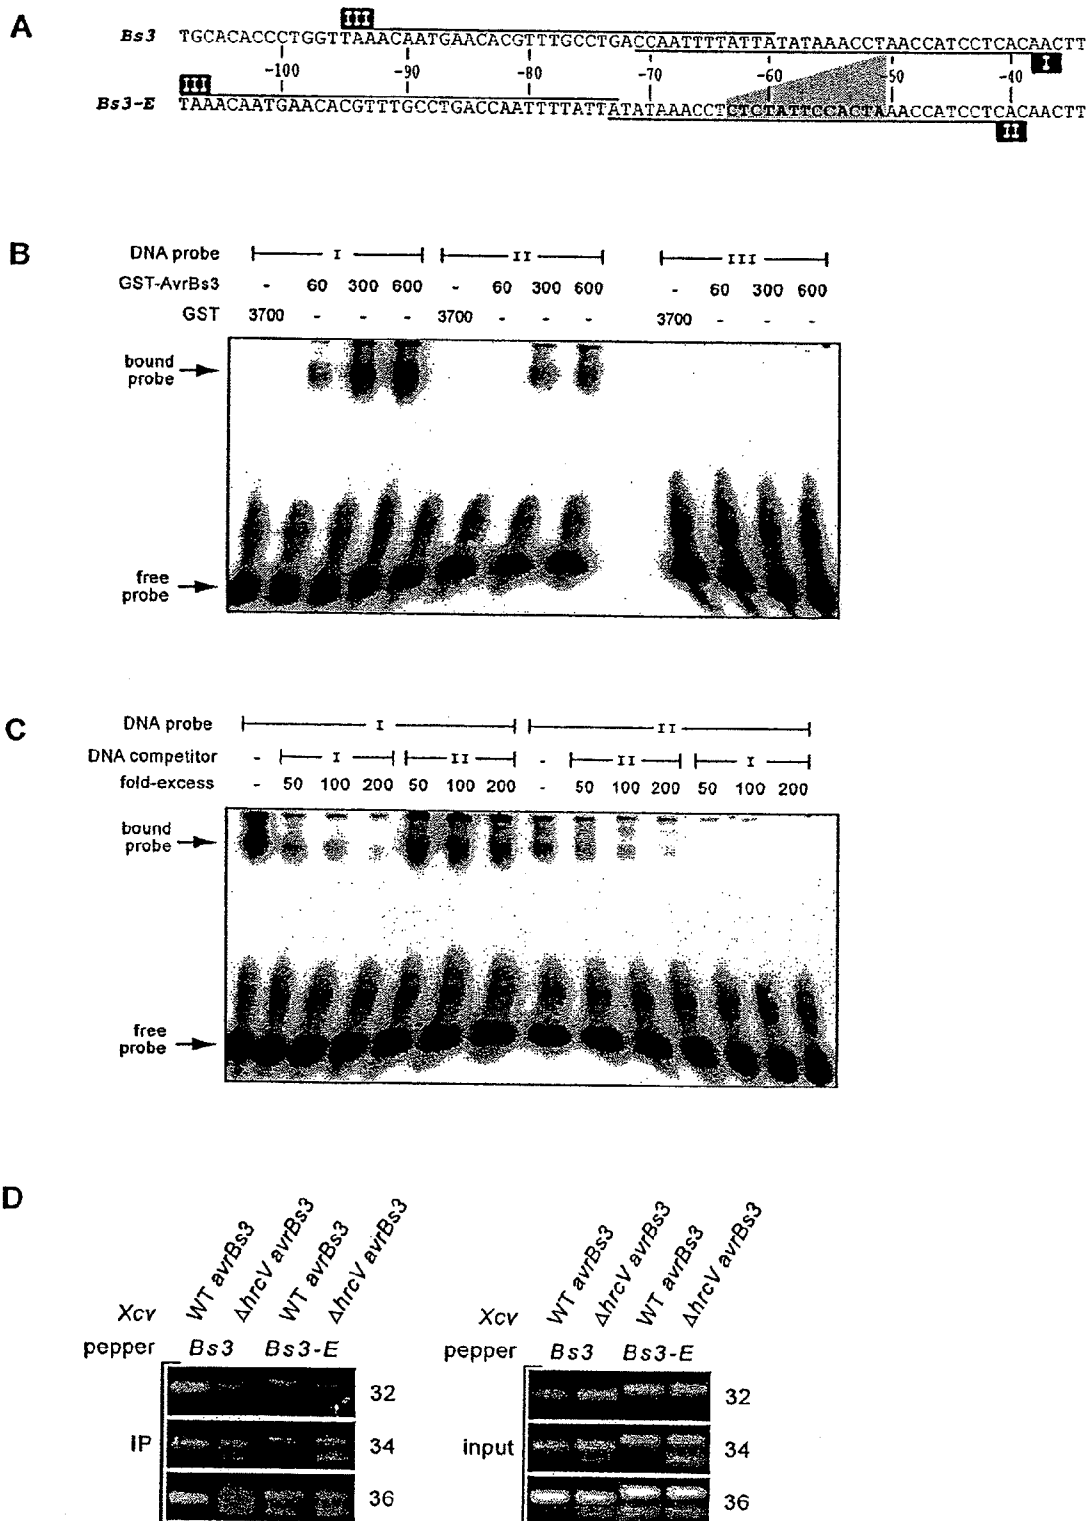 A
III
Bs3 TGCACACCCTGGTTAAACAATGAACACGTTTGCCTGACCAATTTTATTATATAAACCTAACCATCCTCACAACTT
III -100 -90 -80 -70 -60 -50 -40 I
Bs3-E TAAACAATGAACACGTTTGCCTGACCAATTTTATTATATAAACCTCTCTATTCCACTAAACCATCCTCACAACTT
II
B
DNA probe I II III
GST-AvrBs3 - 60 300 600 - 60 300 600 - 60 300 600
GST 3700 - - - 3700 - - - 3700 - - -
bound probe
free probe
C
DNA probe I II
DNA competitor - I II - II I
fold-excess - 50 100 200 50 100 200 - 50 100 200 50 100 200
bound probe
free probe
D
Xcv WT avrBs3 ΔhrcV avrBs3 WT avrBs3 ΔhrcV avrBs3
pepper Bs3 Bs3-E
IP
32
34
36
Xcv WT avrBs3 ΔhrcV avrBs3 WT avrBs3 ΔhrcV avrBs3
pepper Bs3 Bs3-E
input
32
34
36